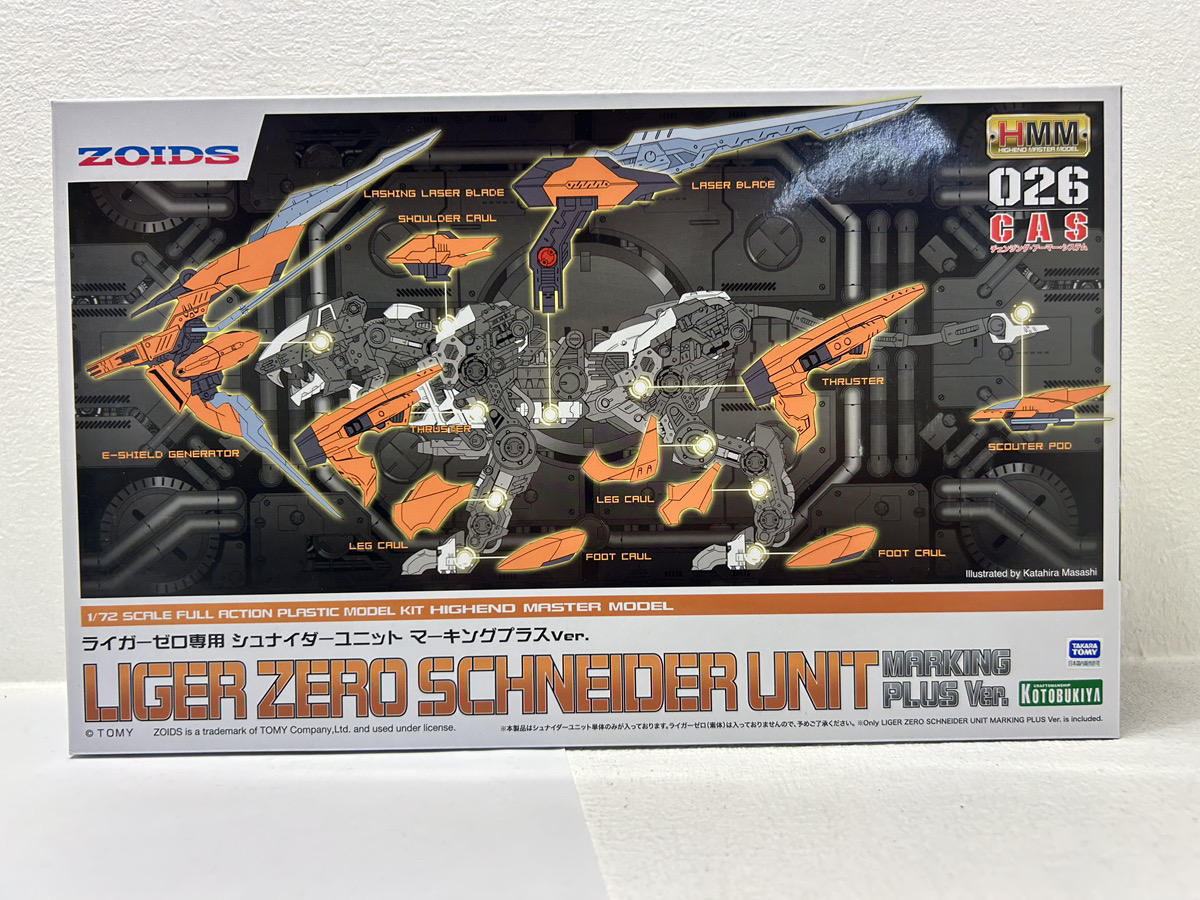 ZOIDS
HMM
HIGHEND MASTER MODEL
026
CAS
チェンジング・アーマー・システム
LASHING LASER BLADE
LASER BLADE
SHOULDER CAUL
THRUSTER
THRUSTER
E-SHIELD GENERATOR
SCOUTER POD
LEG CAUL
LEG CAUL
FOOT CAUL
FOOT CAUL
Illustrated by Katahira Masashi
1/72 SCALE FULL ACTION PLASTIC MODEL KIT HIGHEND MASTER MODEL
ライガーゼロ専用 シュナイダーユニット マーキングプラスVer.
LIGER ZERO SCHNEIDER UNIT MARKING PLUS Ver.
TAKARA TOMY
日本国内販売許可
CRAFTSMANSHIP
KOTOBUKIYA
© TOMY ZOIDS is a trademark of TOMY Company,Ltd. and used under license.
※本製品はシュナイダーユニット単体のみが入っております。ライガーゼロ(素体)は入っておりませんので、予めご了承ください。 ※Only LIGER ZERO SCHNEIDER UNIT MARKING PLUS Ver. is included.